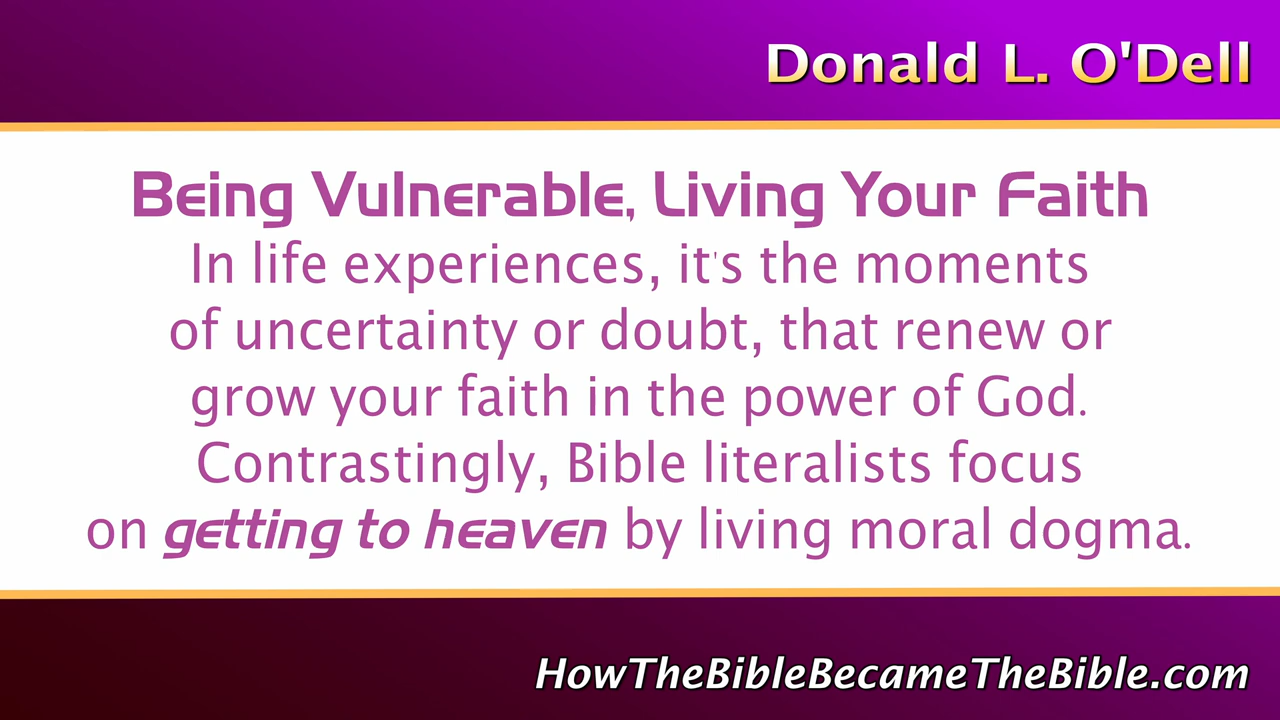 Donald L. O'Dell
Being Vulnerable, Living Your Faith
In life experiences, it's the moments
of uncertainty or doubt, that renew or
grow your faith in the power of God.
Contrastingly, Bible literalists focus
on getting to heaven by living moral dogma.
HowTheBibleBecameTheBible.com